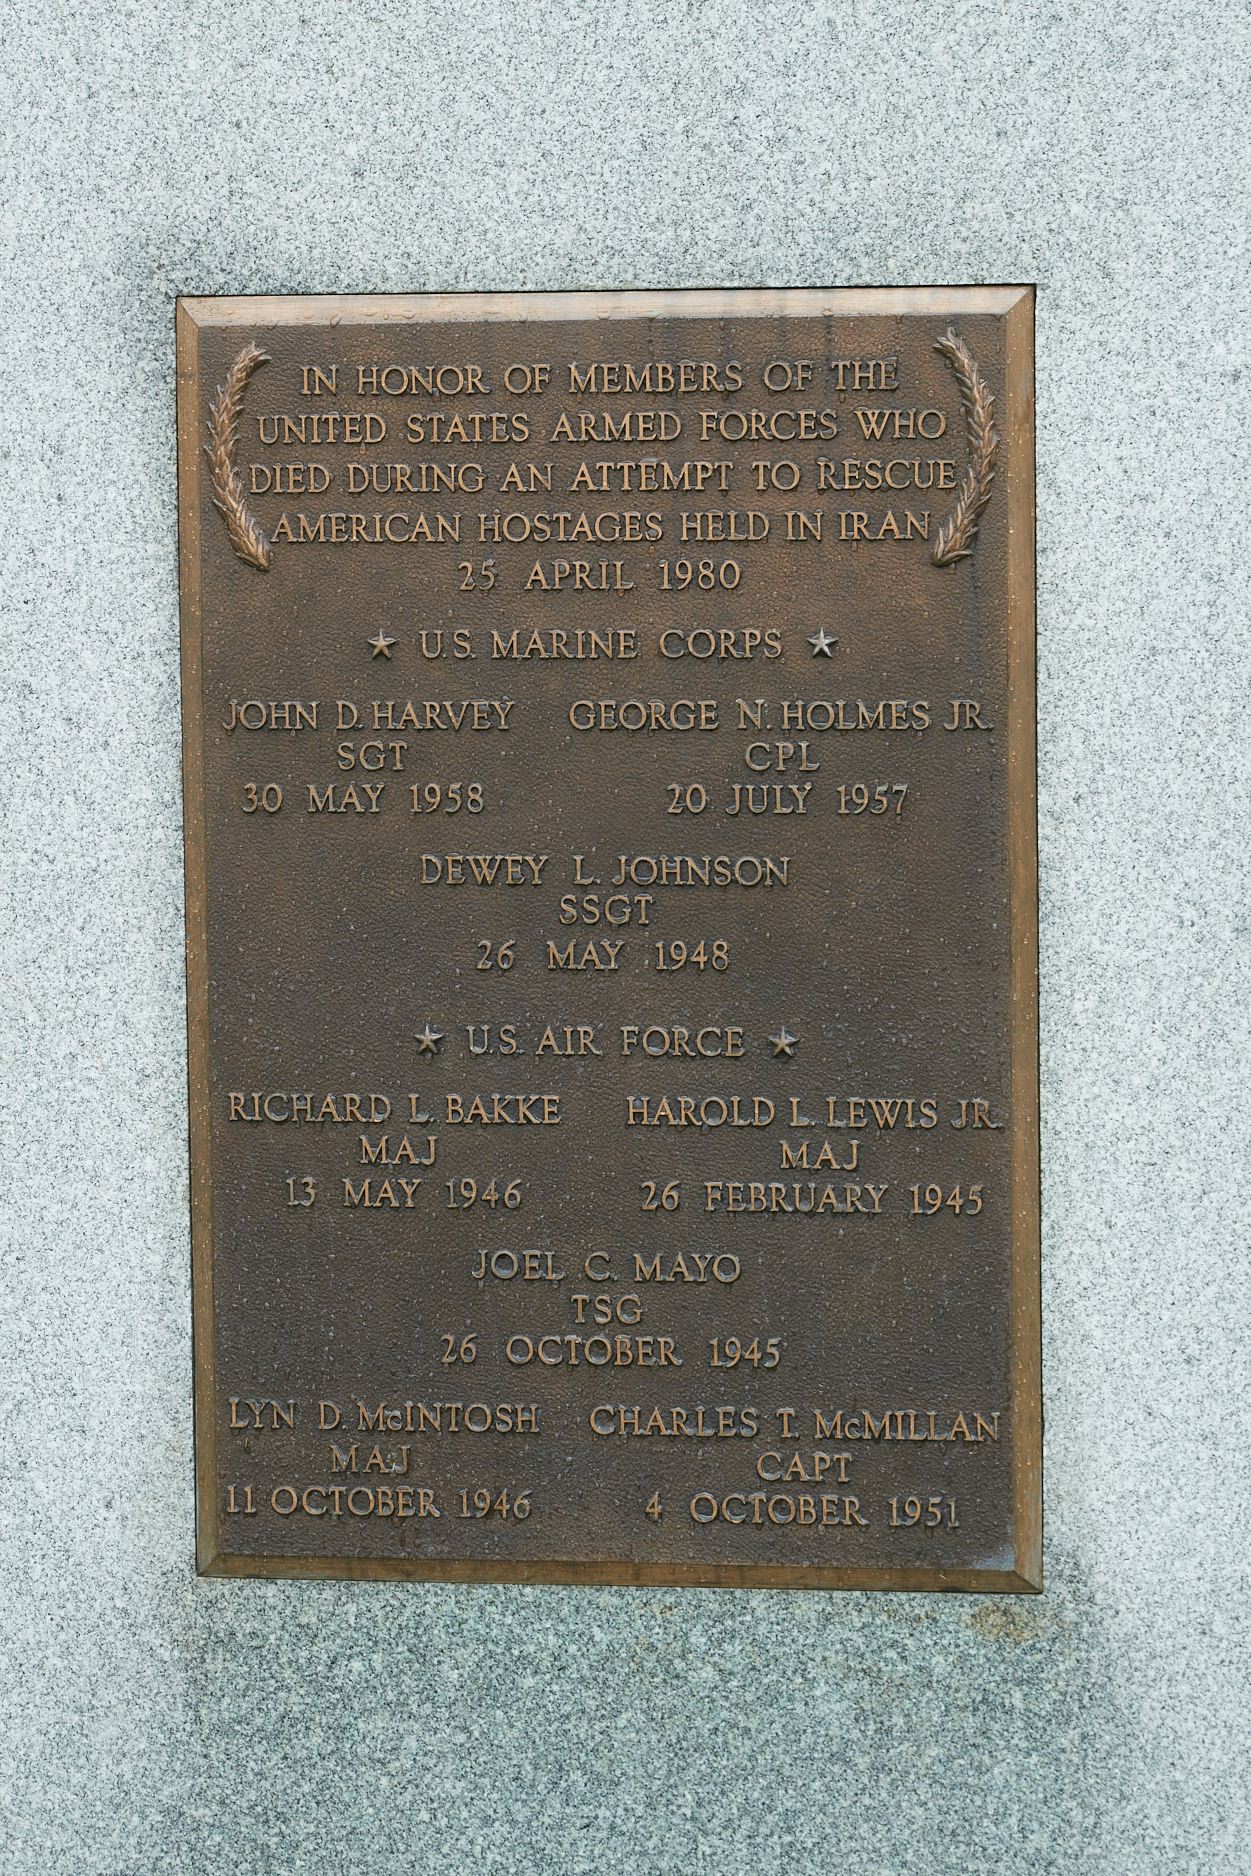 IN HONOR OF MEMBERS OF THE
UNITED STATES ARMED FORCES WHO
DIED DURING AN ATTEMPT TO RESCUE
AMERICAN HOSTAGES HELD IN IRAN
25 APRIL 1980
U.S. MARINE CORPS
JOHN D. HARVEY
SGT
30 MAY 1958
GEORGE N. HOLMES JR.
CPL
20 JULY 1957
DEWEY L. JOHNSON
SSGT
26 MAY 1948
U.S. AIR FORCE
RICHARD L. BAKKE
MAJ
13 MAY 1946
HAROLD L. LEWIS JR.
MAJ
26 FEBRUARY 1945
JOEL C. MAYO
TSG
26 OCTOBER 1945
LYN D. McINTOSH
MAJ
11 OCTOBER 1946
CHARLES T. McMILLAN
CAPT
4 OCTOBER 1951